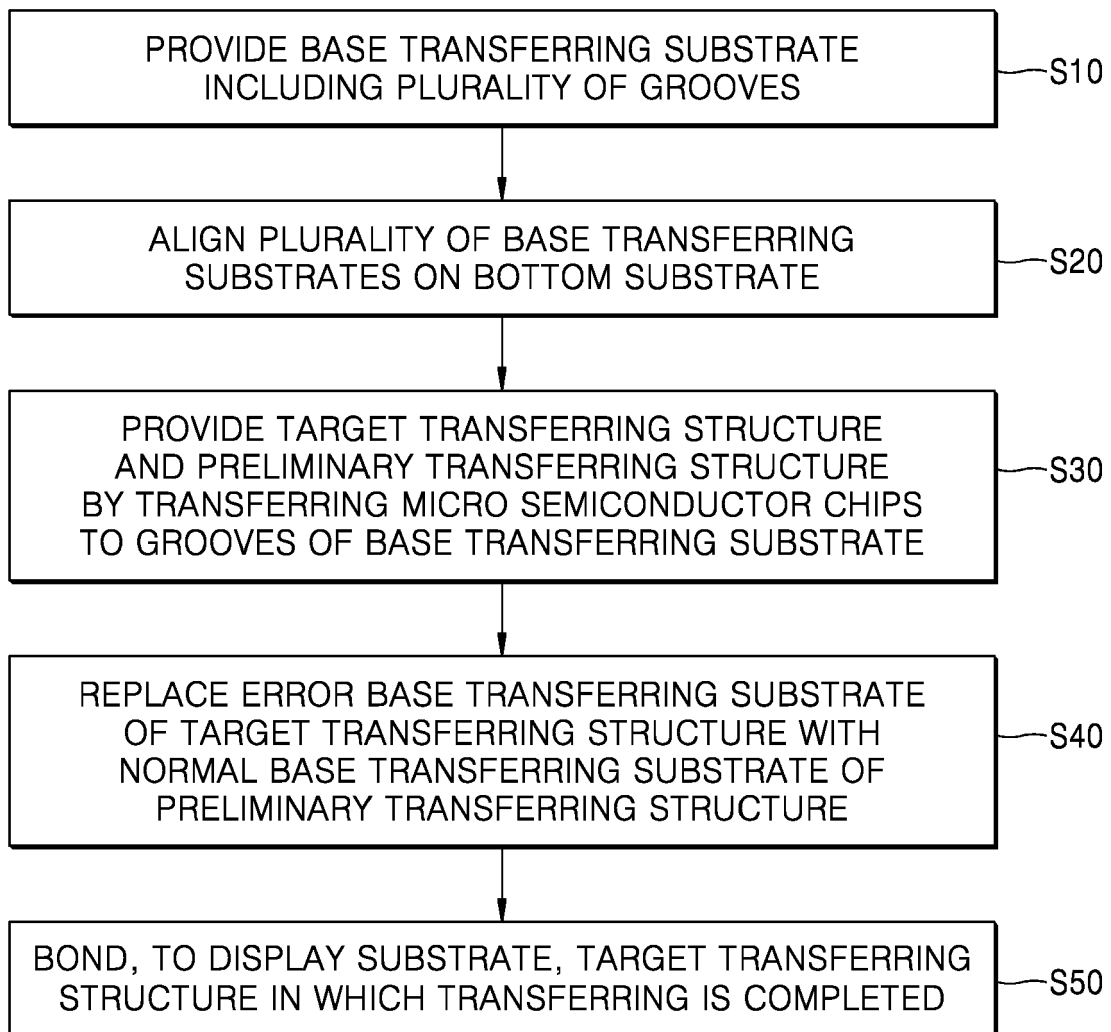 PROVIDE BASE TRANSFERRING SUBSTRATE
INCLUDING PLURALITY OF GROOVES
S10
ALIGN PLURALITY OF BASE TRANSFERRING
SUBSTRATES ON BOTTOM SUBSTRATE
S20
PROVIDE TARGET TRANSFERRING STRUCTURE
AND PRELIMINARY TRANSFERRING STRUCTURE
BY TRANSFERRING MICRO SEMICONDUCTOR CHIPS
TO GROOVES OF BASE TRANSFERRING SUBSTRATE
S30
REPLACE ERROR BASE TRANSFERRING SUBSTRATE
OF TARGET TRANSFERRING STRUCTURE WITH
NORMAL BASE TRANSFERRING SUBSTRATE OF
PRELIMINARY TRANSFERRING STRUCTURE
S40
BOND, TO DISPLAY SUBSTRATE, TARGET TRANSFERRING
STRUCTURE IN WHICH TRANSFERRING IS COMPLETED
S50